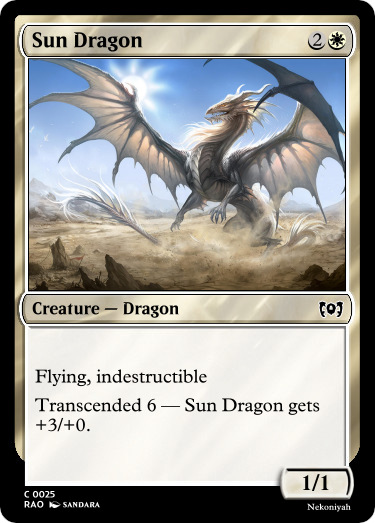 Sun Dragon 2
Creature — Dragon
Flying, indestructible
Transcended 6 — Sun Dragon gets
+3/+0.
1/1
C 0025
RAO SANDARA
Nekoniyah